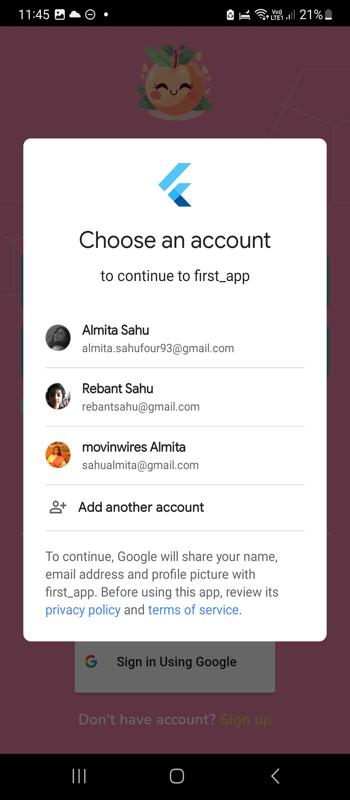 11:45
Vo)) LTE1
21%
Choose an account
to continue to first_app
Almita Sahu
almita.sahufour93@gmail.com
Rebant Sahu
rebantsahu@gmail.com
movinwires Almita
sahualmita@gmail.com
Add another account
To continue, Google will share your name,
email address and profile picture with
first_app. Before using this app, review its
privacy policy and terms of service.
G
Sign in Using Google
Don't have account? Sign up